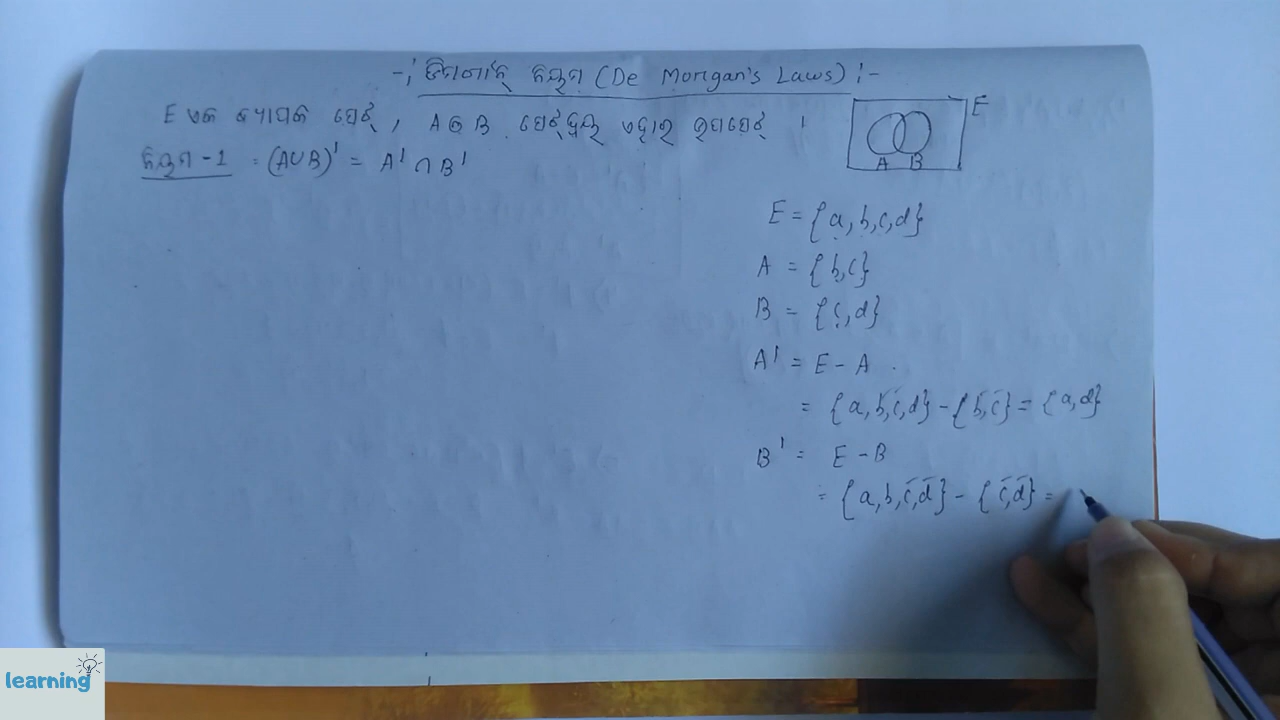 -: ଡିମର୍ଗାନ୍ ନିୟମ (De Morgan's Laws) :-
E ଏକ ବ୍ୟାପକ ସେଟ୍, A ଓ B ସେଟ୍‌ଦ୍ୱୟ ଏହାର ଉପସେଟ୍ ।
E
A B
ନିୟମ -1 : (A∪B)' = A' ∩ B'
E = {a, b, c, d}
A = {b, c}
B = {c, d}
A' = E - A .
= {a, b, c, d} - {b, c} = {a, d}
B' = E - B
= {a, b, c, d} - {c, d} =
learning